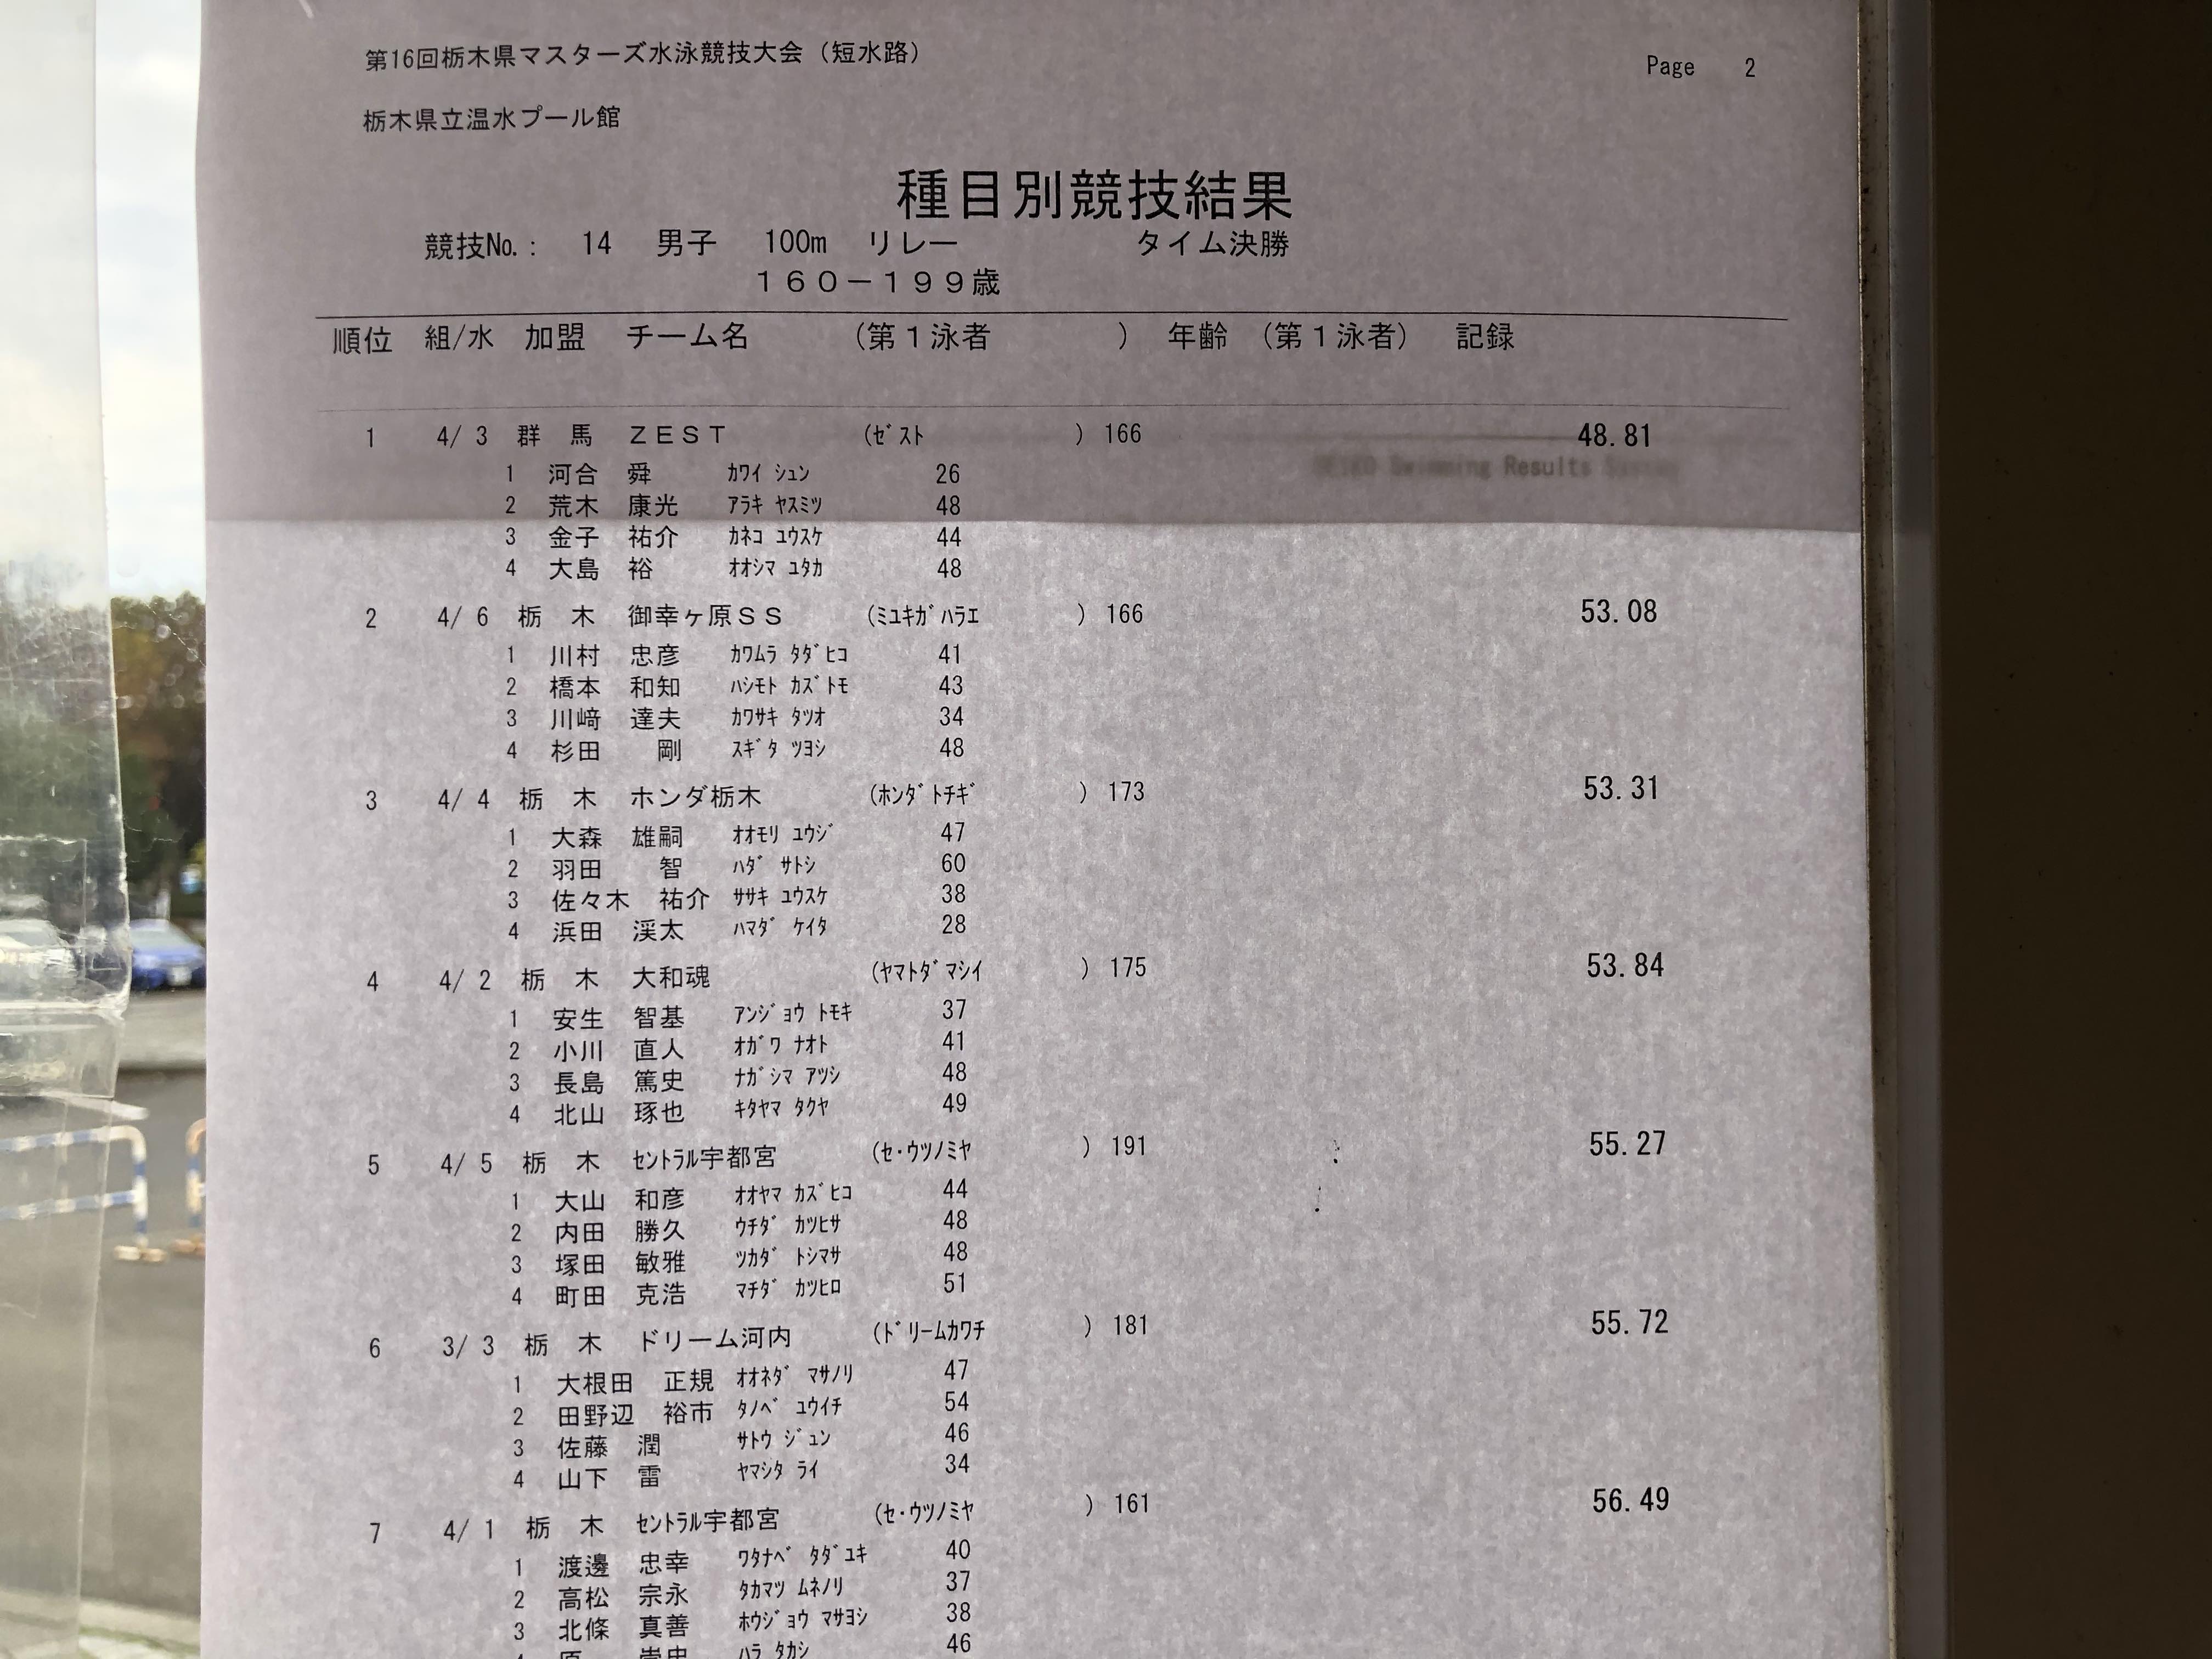 第16回栃木県マスターズ水泳競技大会（短水路） Page 2
栃木県立温水プール館
種目別競技結果
競技No.: 14 男子 100m リレー タイム決勝
１６０－１９９歳
順位 組/水 加盟 チーム名 （第１泳者 ） 年齢 （第１泳者） 記録
1 4/ 3 群 馬 ＺＥＳＴ (ｾﾞｽﾄ ) 166 48.81
Swimming Results
1 河合 舜 ｶﾜｲ ｼｭﾝ 26
2 荒木 康光 ｱﾗｷ ﾔｽﾐﾂ 48
3 金子 祐介 ｶﾈｺ ﾕｳｽｹ 44
4 大島 裕 ｵｵｼﾏ ﾕﾀｶ 48
2 4/ 6 栃 木 御幸ヶ原ＳＳ (ﾐﾕｷｶﾞﾊﾗｴ ) 166 53.08
1 川村 忠彦 ｶﾜﾑﾗ ﾀﾀﾞﾋｺ 41
2 橋本 和知 ﾊｼﾓﾄ ｶｽﾞﾄﾓ 43
3 川﨑 達夫 ｶﾜｻｷ ﾀﾂｵ 34
4 杉田 剛 ｽｷﾞﾀ ﾂﾖｼ 48
3 4/ 4 栃 木 ホンダ栃木 (ﾎﾝﾀﾞﾄﾁｷﾞ ) 173 53.31
1 大森 雄嗣 ｵｵﾓﾘ ﾕｳｼﾞ 47
2 羽田 智 ﾊﾀﾞ ｻﾄｼ 60
3 佐々木 祐介 ｻｻｷ ﾕｳｽｹ 38
4 浜田 渓太 ﾊﾏﾀﾞ ｹｲﾀ 28
4 4/ 2 栃 木 大和魂 (ﾔﾏﾄﾀﾞﾏｼｲ ) 175 53.84
1 安生 智基 ｱﾝｼﾞｮｳ ﾄﾓｷ 37
2 小川 直人 ｵｶﾞﾜ ﾅｵﾄ 41
3 長島 篤史 ﾅｶﾞｼﾏ ｱﾂｼ 48
4 北山 琢也 ｷﾀﾔﾏ ﾀｸﾔ 49
5 4/ 5 栃 木 ｾﾝﾄﾗﾙ宇都宮 (ｾ･ｳﾂﾉﾐﾔ ) 191 55.27
1 大山 和彦 ｵｵﾔﾏ ｶｽﾞﾋｺ 44
2 内田 勝久 ｳﾁﾀﾞ ｶﾂﾋｻ 48
3 塚田 敏雅 ﾂｶﾀﾞ ﾄｼﾏｻ 48
4 町田 克浩 ﾏﾁﾀﾞ ｶﾂﾋﾛ 51
6 3/ 3 栃 木 ドリーム河内 (ﾄﾞﾘｰﾑｶﾜﾁ ) 181 55.72
1 大根田 正規 ｵｵﾈﾀﾞ ﾏｻﾉﾘ 47
2 田野辺 裕市 ﾀﾉﾍﾞ ﾕｳｲﾁ 54
3 佐藤 潤 ｻﾄｳ ｼﾞｭﾝ 46
4 山下 雷 ﾔﾏｼﾀ ﾗｲ 34
7 4/ 1 栃 木 ｾﾝﾄﾗﾙ宇都宮 (ｾ･ｳﾂﾉﾐﾔ ) 161 56.49
1 渡邊 忠幸 ﾜﾀﾅﾍﾞ ﾀﾀﾞﾕｷ 40
2 高松 宗永 ﾀｶﾏﾂ ﾑﾈﾉﾘ 37
3 北條 真善 ﾎｳｼﾞｮｳ ﾏｻﾖｼ 38
ﾊﾗ ﾀｶｼ 46